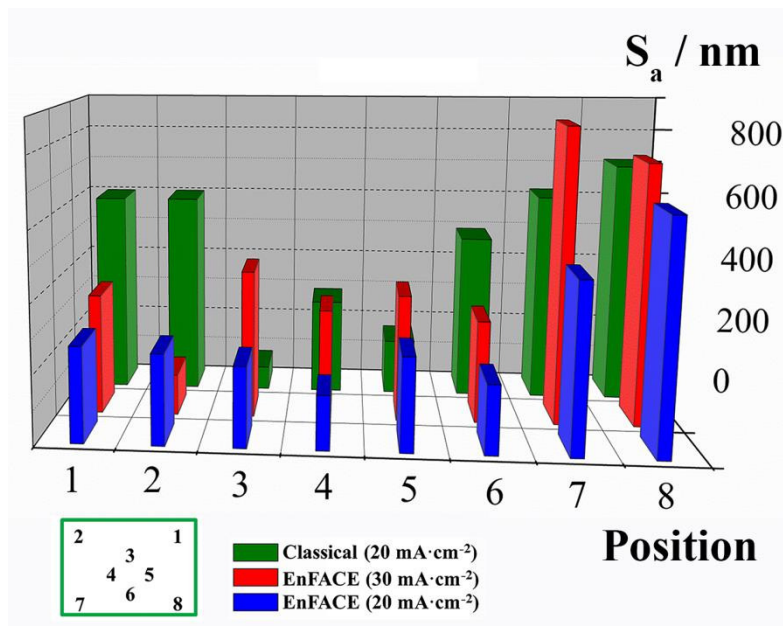 Sa / nm
800
600
400
200
0
1 2 3 4 5 6 7 8
Position
2 1
3
4 5
6
7 8
Classical (20 mA·cm-2)
EnFACE (30 mA·cm-2)
EnFACE (20 mA·cm-2)